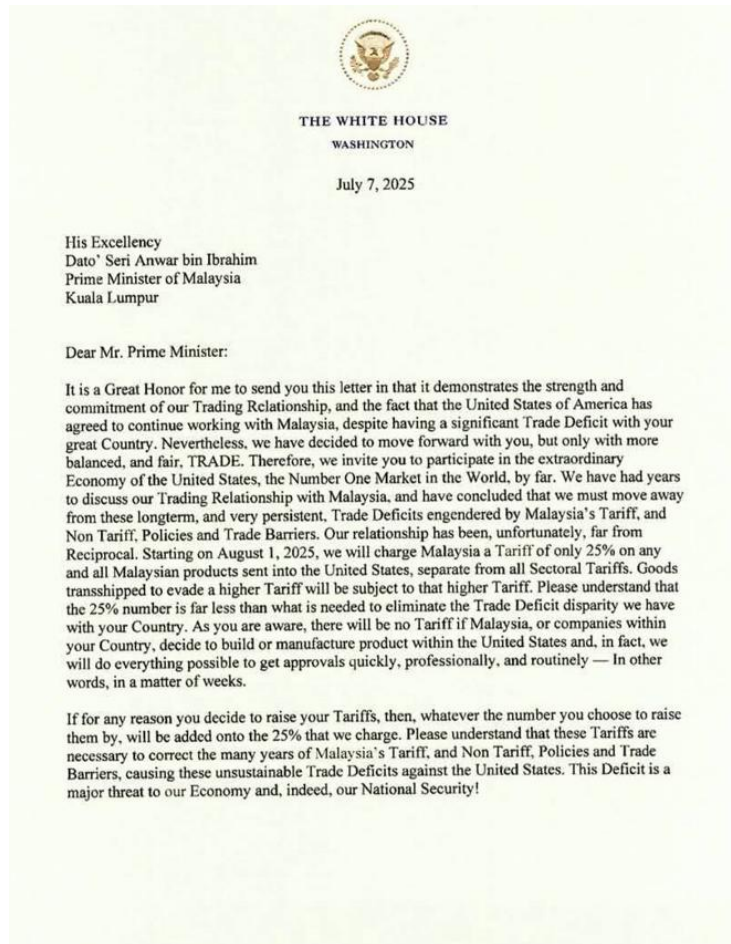 THE WHITE HOUSE
WASHINGTON
July 7, 2025
His Excellency
Dato' Seri Anwar bin Ibrahim
Prime Minister of Malaysia
Kuala Lumpur
Dear Mr. Prime Minister:
It is a Great Honor for me to send you this letter in that it demonstrates the strength and
commitment of our Trading Relationship, and the fact that the United States of America has
agreed to continue working with Malaysia, despite having a significant Trade Deficit with your
great Country. Nevertheless, we have decided to move forward with you, but only with more
balanced, and fair, TRADE. Therefore, we invite you to participate in the extraordinary
Economy of the United States, the Number One Market in the World, by far. We have had years
to discuss our Trading Relationship with Malaysia, and have concluded that we must move away
from these longterm, and very persistent, Trade Deficits engendered by Malaysia's Tariff, and
Non Tariff, Policies and Trade Barriers. Our relationship has been, unfortunately, far from
Reciprocal. Starting on August 1, 2025, we will charge Malaysia a Tariff of only 25% on any
and all Malaysian products sent into the United States, separate from all Sectoral Tariffs. Goods
transshipped to evade a higher Tariff will be subject to that higher Tariff. Please understand that
the 25% number is far less than what is needed to eliminate the Trade Deficit disparity we have
with your Country. As you are aware, there will be no Tariff if Malaysia, or companies within
your Country, decide to build or manufacture product within the United States and, in fact, we
will do everything possible to get approvals quickly, professionally, and routinely — In other
words, in a matter of weeks.
If for any reason you decide to raise your Tariffs, then, whatever the number you choose to raise
them by, will be added onto the 25% that we charge. Please understand that these Tariffs are
necessary to correct the many years of Malaysia's Tariff, and Non Tariff, Policies and Trade
Barriers, causing these unsustainable Trade Deficits against the United States. This Deficit is a
major threat to our Economy and, indeed, our National Security!